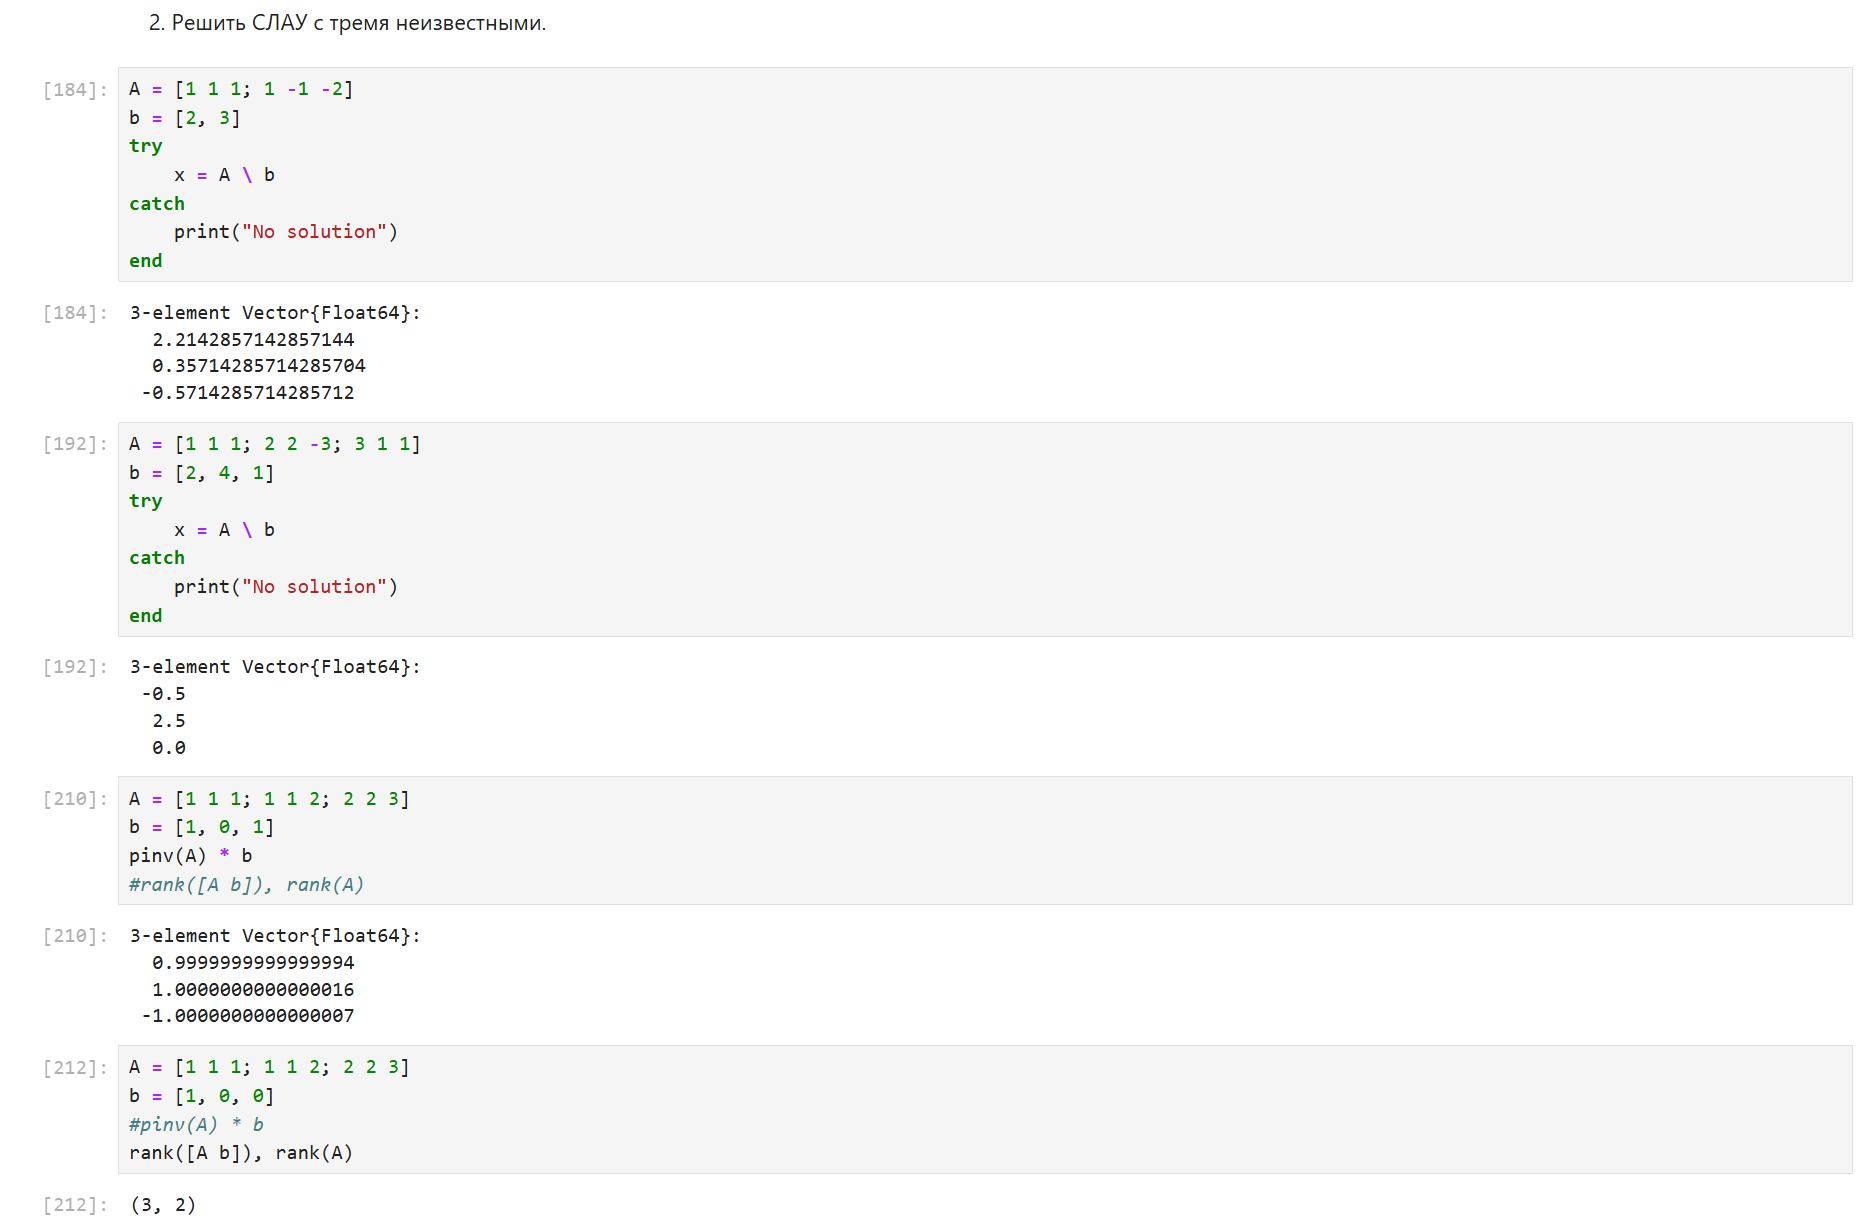 2. Решить СЛАУ с тремя неизвестными.
[184]: A = [1 1 1; 1 -1 -2]
b = [2, 3]
try
    x = A \ b
catch
    print("No solution")
end
[184]: 3-element Vector{Float64}:
  2.2142857142857144
  0.35714285714285704
 -0.5714285714285712
[192]: A = [1 1 1; 2 2 -3; 3 1 1]
b = [2, 4, 1]
try
    x = A \ b
catch
    print("No solution")
end
[192]: 3-element Vector{Float64}:
 -0.5
  2.5
  0.0
[210]: A = [1 1 1; 1 1 2; 2 2 3]
b = [1, 0, 1]
pinv(A) * b
#rank([A b]), rank(A)
[210]: 3-element Vector{Float64}:
  0.9999999999999994
  1.0000000000000016
 -1.0000000000000007
[212]: A = [1 1 1; 1 1 2; 2 2 3]
b = [1, 0, 0]
#pinv(A) * b
rank([A b]), rank(A)
[212]: (3, 2)